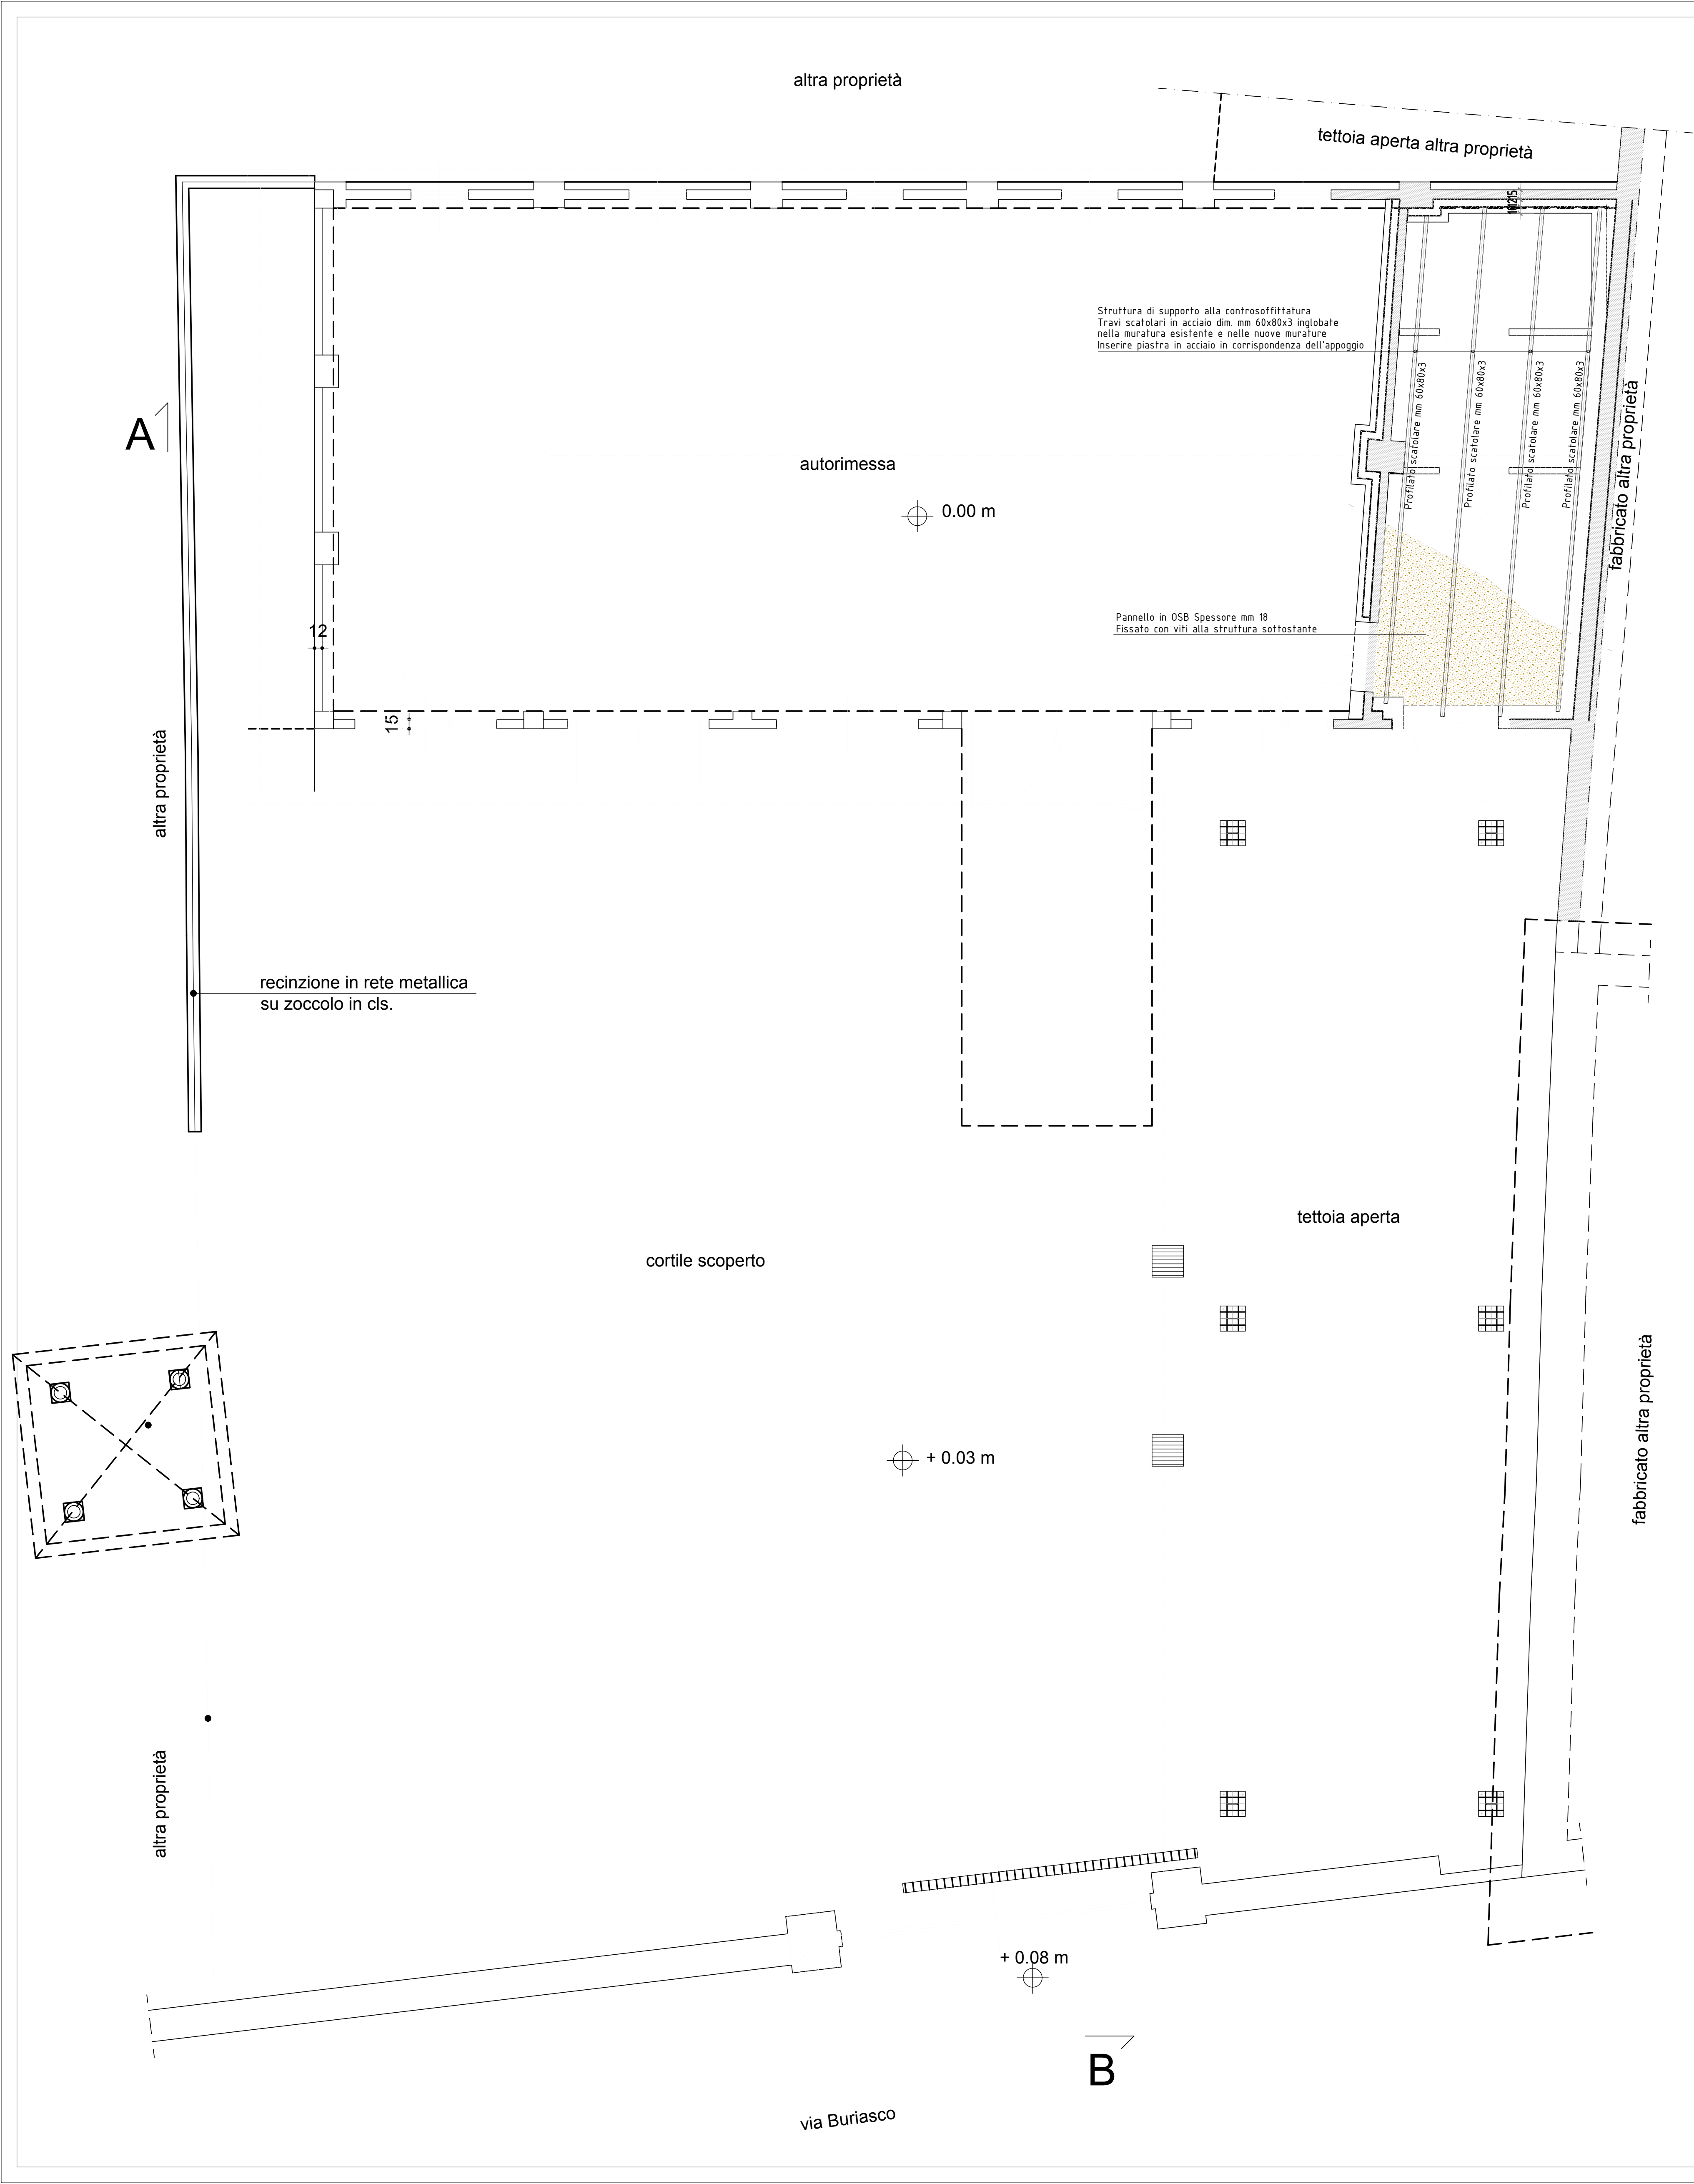 altra proprietà
tettoia aperta altra proprietà
Struttura di supporto alla controsoffittatura
Travi scatolari in acciaio dim. mm 60x80x3 inglobate
nella muratura esistente e nelle nuove murature
Inserire piastra in acciaio in corrispondenza dell'appoggio
Profilato scatolare mm 60x80x3
Profilato scatolare mm 60x80x3
Profilato scatolare mm 60x80x3
Profilato scatolare mm 60x80x3
fabbricato altra proprietà
A
autorimessa
0.00 m
Pannello in OSB Spessore mm 18
Fissato con viti alla struttura sottostante
12
15
altra proprietà
recinzione in rete metallica
su zoccolo in cls.
tettoia aperta
cortile scoperto
fabbricato altra proprietà
+ 0.03 m
altra proprietà
+ 0.08 m
B
via Buriasco